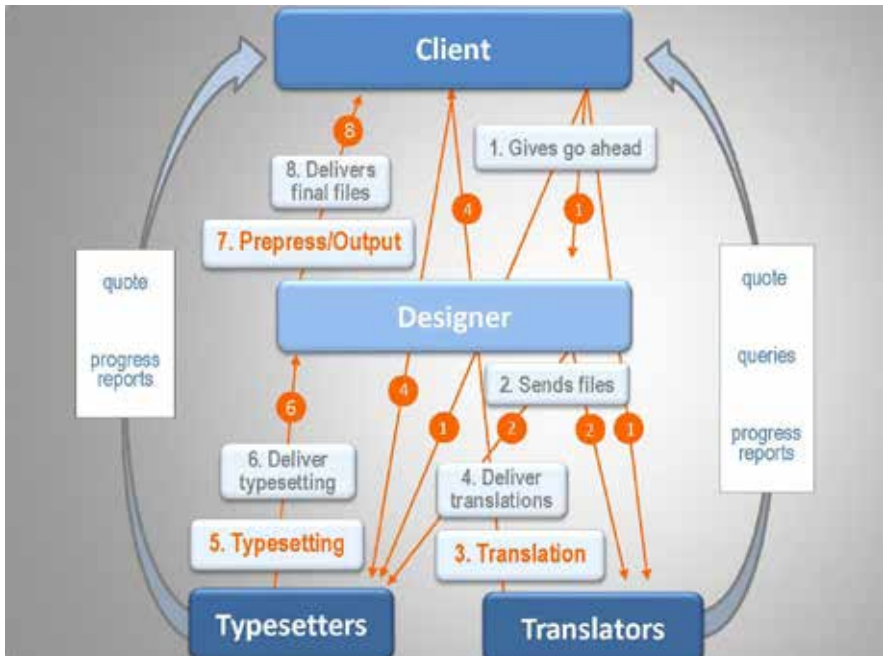 Client
8
1. Gives go ahead
8. Delivers
final files
4
1
7. Prepress/Output
quote
progress
reports
quote
queries
progress
reports
Designer
2. Sends files
4
6
1
2
2
1
6. Deliver
typesetting
4. Deliver
translations
5. Typesetting
3. Translation
Typesetters
Translators